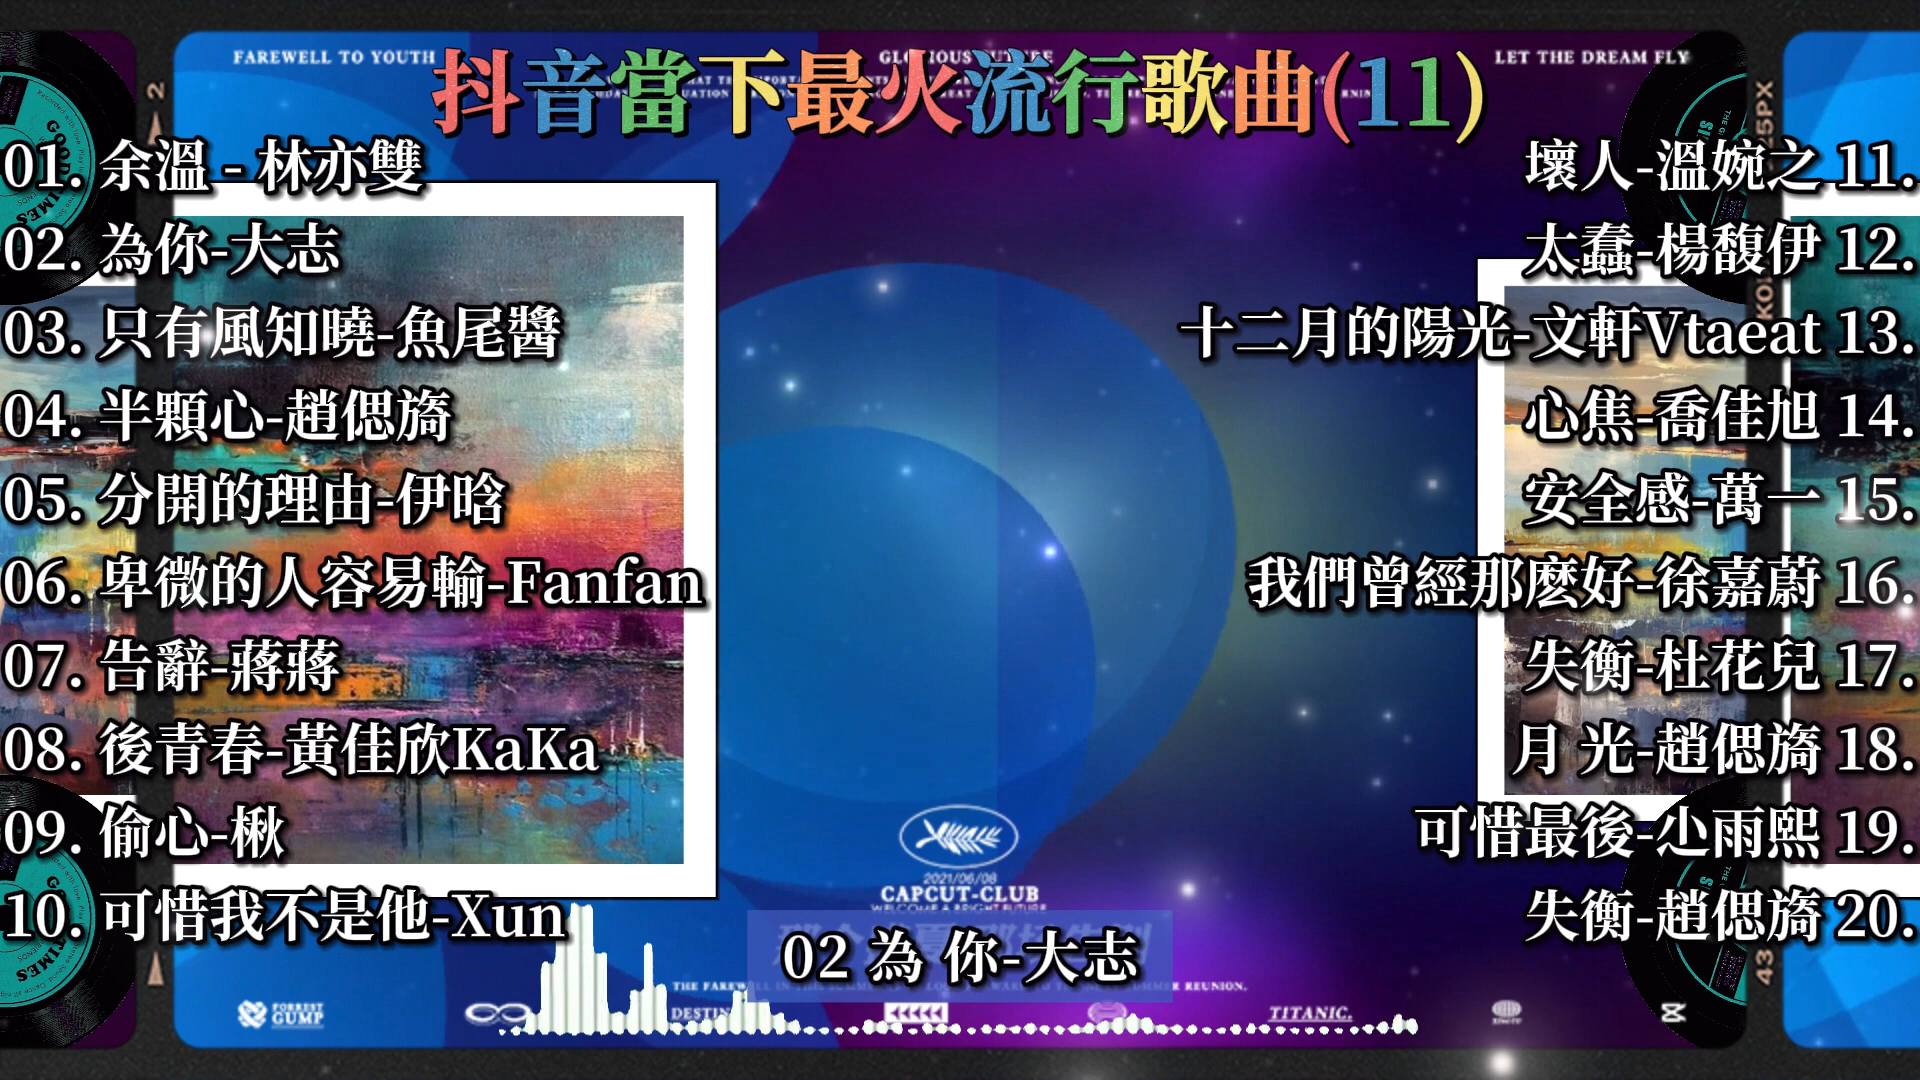 FAREWELL TO YOUTH
LET THE DREAM FLY
抖音當下最火流行歌曲(11)
01. 余溫 - 林亦雙
02. 為你-大志
03. 只有風知曉-魚尾醬
04. 半顆心-趙偲旖
05. 分開的理由-伊晗
06. 卑微的人容易輸-Fanfan
07. 告辭-蔣蔣
08. 後青春-黃佳欣KaKa
09. 偷心-楸
10. 可惜我不是他-Xun
壞人-溫婉之 11.
太蠢-楊馥伊 12.
十二月的陽光-文軒Vtaeat 13.
心焦-喬佳旭 14.
安全感-萬一 15.
我們曾經那麽好-徐嘉蔚 16.
失衡-杜花兒 17.
月 光-趙偲旖 18.
可惜最後-尐雨熙 19.
失衡-趙偲旖 20.
2021/06/08
CAPCUT-CLUB
WELCOME A BRIGHT FUTURE
02 為 你-大志
FORREST
GUMP
TITANIC.